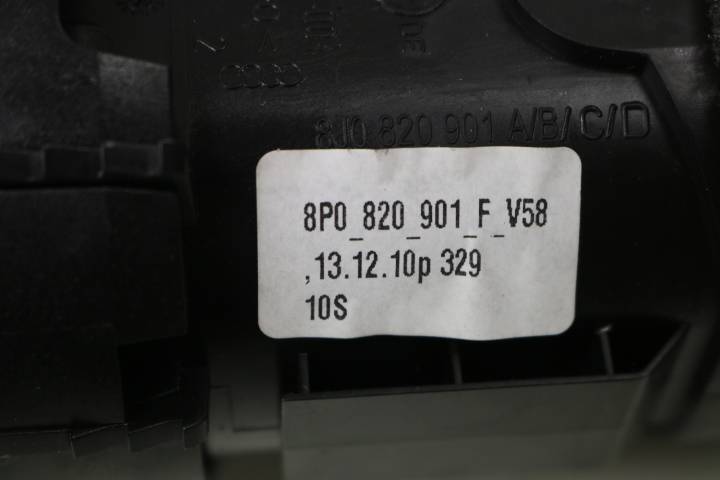 8J0 820 901 A/B/C/D
8P0_820_901_F_V58
,13.12.10p 329
10S